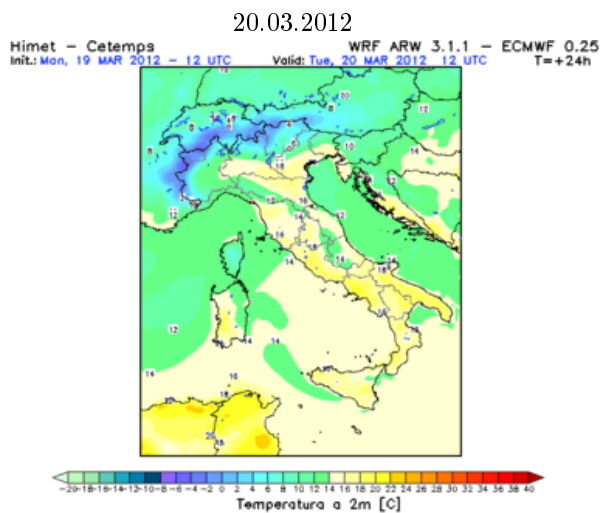 20.03.2012
Himet – Cetemps WRF ARW 3.1.1 – ECMWF 0.25
Init.: Mon, 19 MAR 2012 – 12 UTC Valid: Tue, 20 MAR 2012 12 UTC T=+24h
-20-18-16-14-12-10-8 -6 -4 -2 0 2 4 6 8 10 12 14 16 18 20 22 24 26 28 30 32 34 36 38 40
Temperatura a 2m [C]